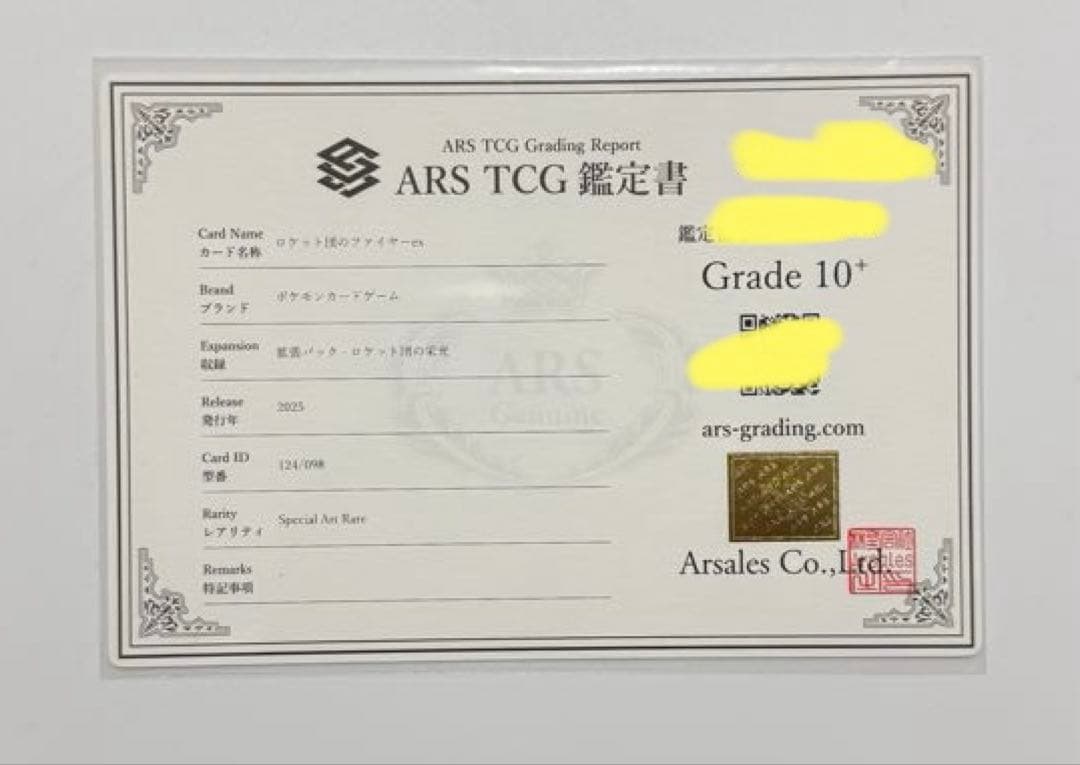 ARS TCG Grading Report
ARS TCG 鑑定書
Card Name
カード名称
ロケット団のファイヤーex
Brand
ブランド
ポケモンカードゲーム
Expansion
収録
拡張パック・ロケット団の栄光
Release
発行年
2025
Card ID
型番
124/098
Rarity
レアリティ
Special Art Rare
Remarks
特記事項
-
ARS
Genuine
鑑定
Grade 10+
ars-grading.com
Arsales Co.,Ltd.